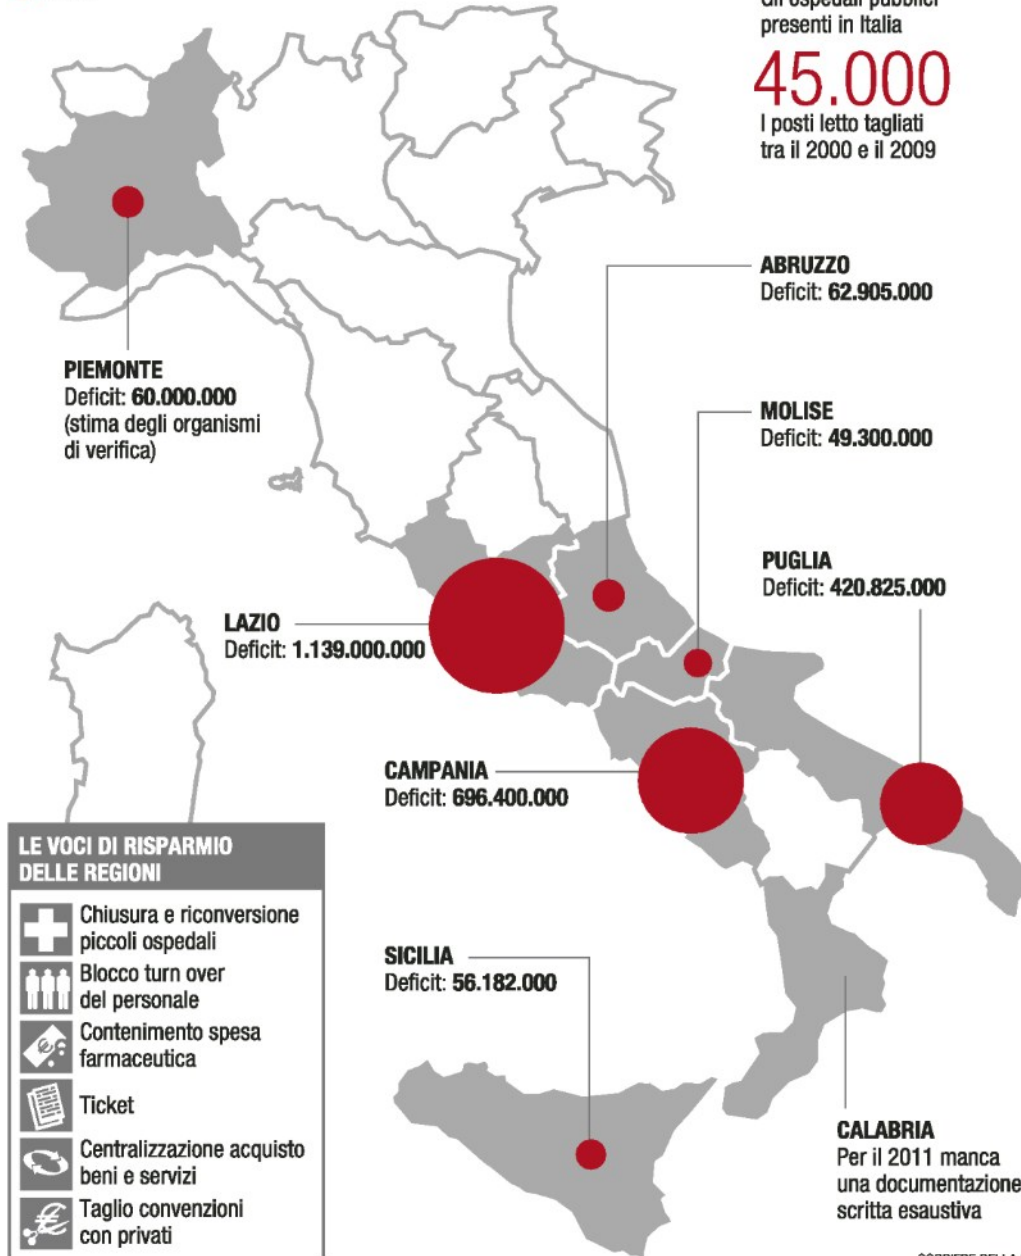 Gli ospedali pubblici
presenti in Italia
45.000
I posti letto tagliati
tra il 2000 e il 2009
ABRUZZO
Deficit: 62.905.000
PIEMONTE
Deficit: 60.000.000
(stima degli organismi
di verifica)
MOLISE
Deficit: 49.300.000
PUGLIA
Deficit: 420.825.000
LAZIO
Deficit: 1.139.000.000
CAMPANIA
Deficit: 696.400.000
LE VOCI DI RISPARMIO
DELLE REGIONI
Chiusura e riconversione
piccoli ospedali
Blocco turn over
del personale
Contenimento spesa
farmaceutica
Ticket
Centralizzazione acquisto
beni e servizi
Taglio convenzioni
con privati
SICILIA
Deficit: 56.182.000
CALABRIA
Per il 2011 manca
una documentazione
scritta esaustiva